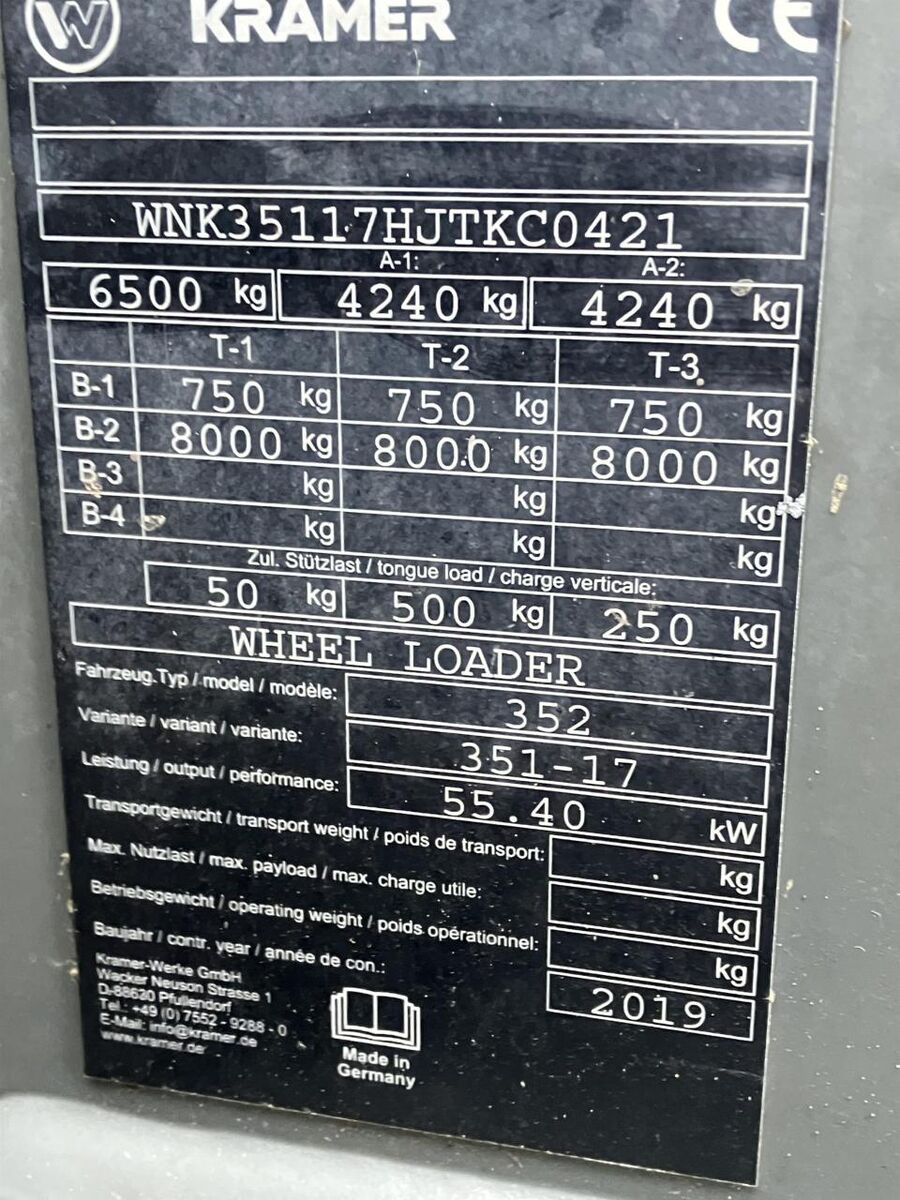 W KRAMER CE
WNK35117HJTKC0421
A-1: A-2:
6500 kg 4240 kg 4240 kg
T-1 T-2 T-3
B-1 750 kg 750 kg 750 kg
B-2 8000 kg 8000 kg 8000 kg
B-3 kg kg kg
B-4 kg kg kg
Zul. Stützlast / tongue load / charge verticale:
50 kg 500 kg 250 kg
WHEEL LOADER
Fahrzeug.Typ / model / modèle: 352
Variante / variant / variante: 351-17
Leistung / output / performance: 55.40 kW
Transportgewicht / transport weight / poids de transport: kg
Max. Nutzlast / max. payload / max. charge utile: kg
Betriebsgewicht / operating weight / poids opérationnel: kg
Baujahr / contr. year / année de con.: 2019
Kramer-Werke GmbH
Wacker Neuson Strasse 1
D-88620 Pfullendorf
Tel.: +49 (0) 7552 - 9288 - 0
E-Mail: info@kramer.de
www.kramer.de
Made in
Germany